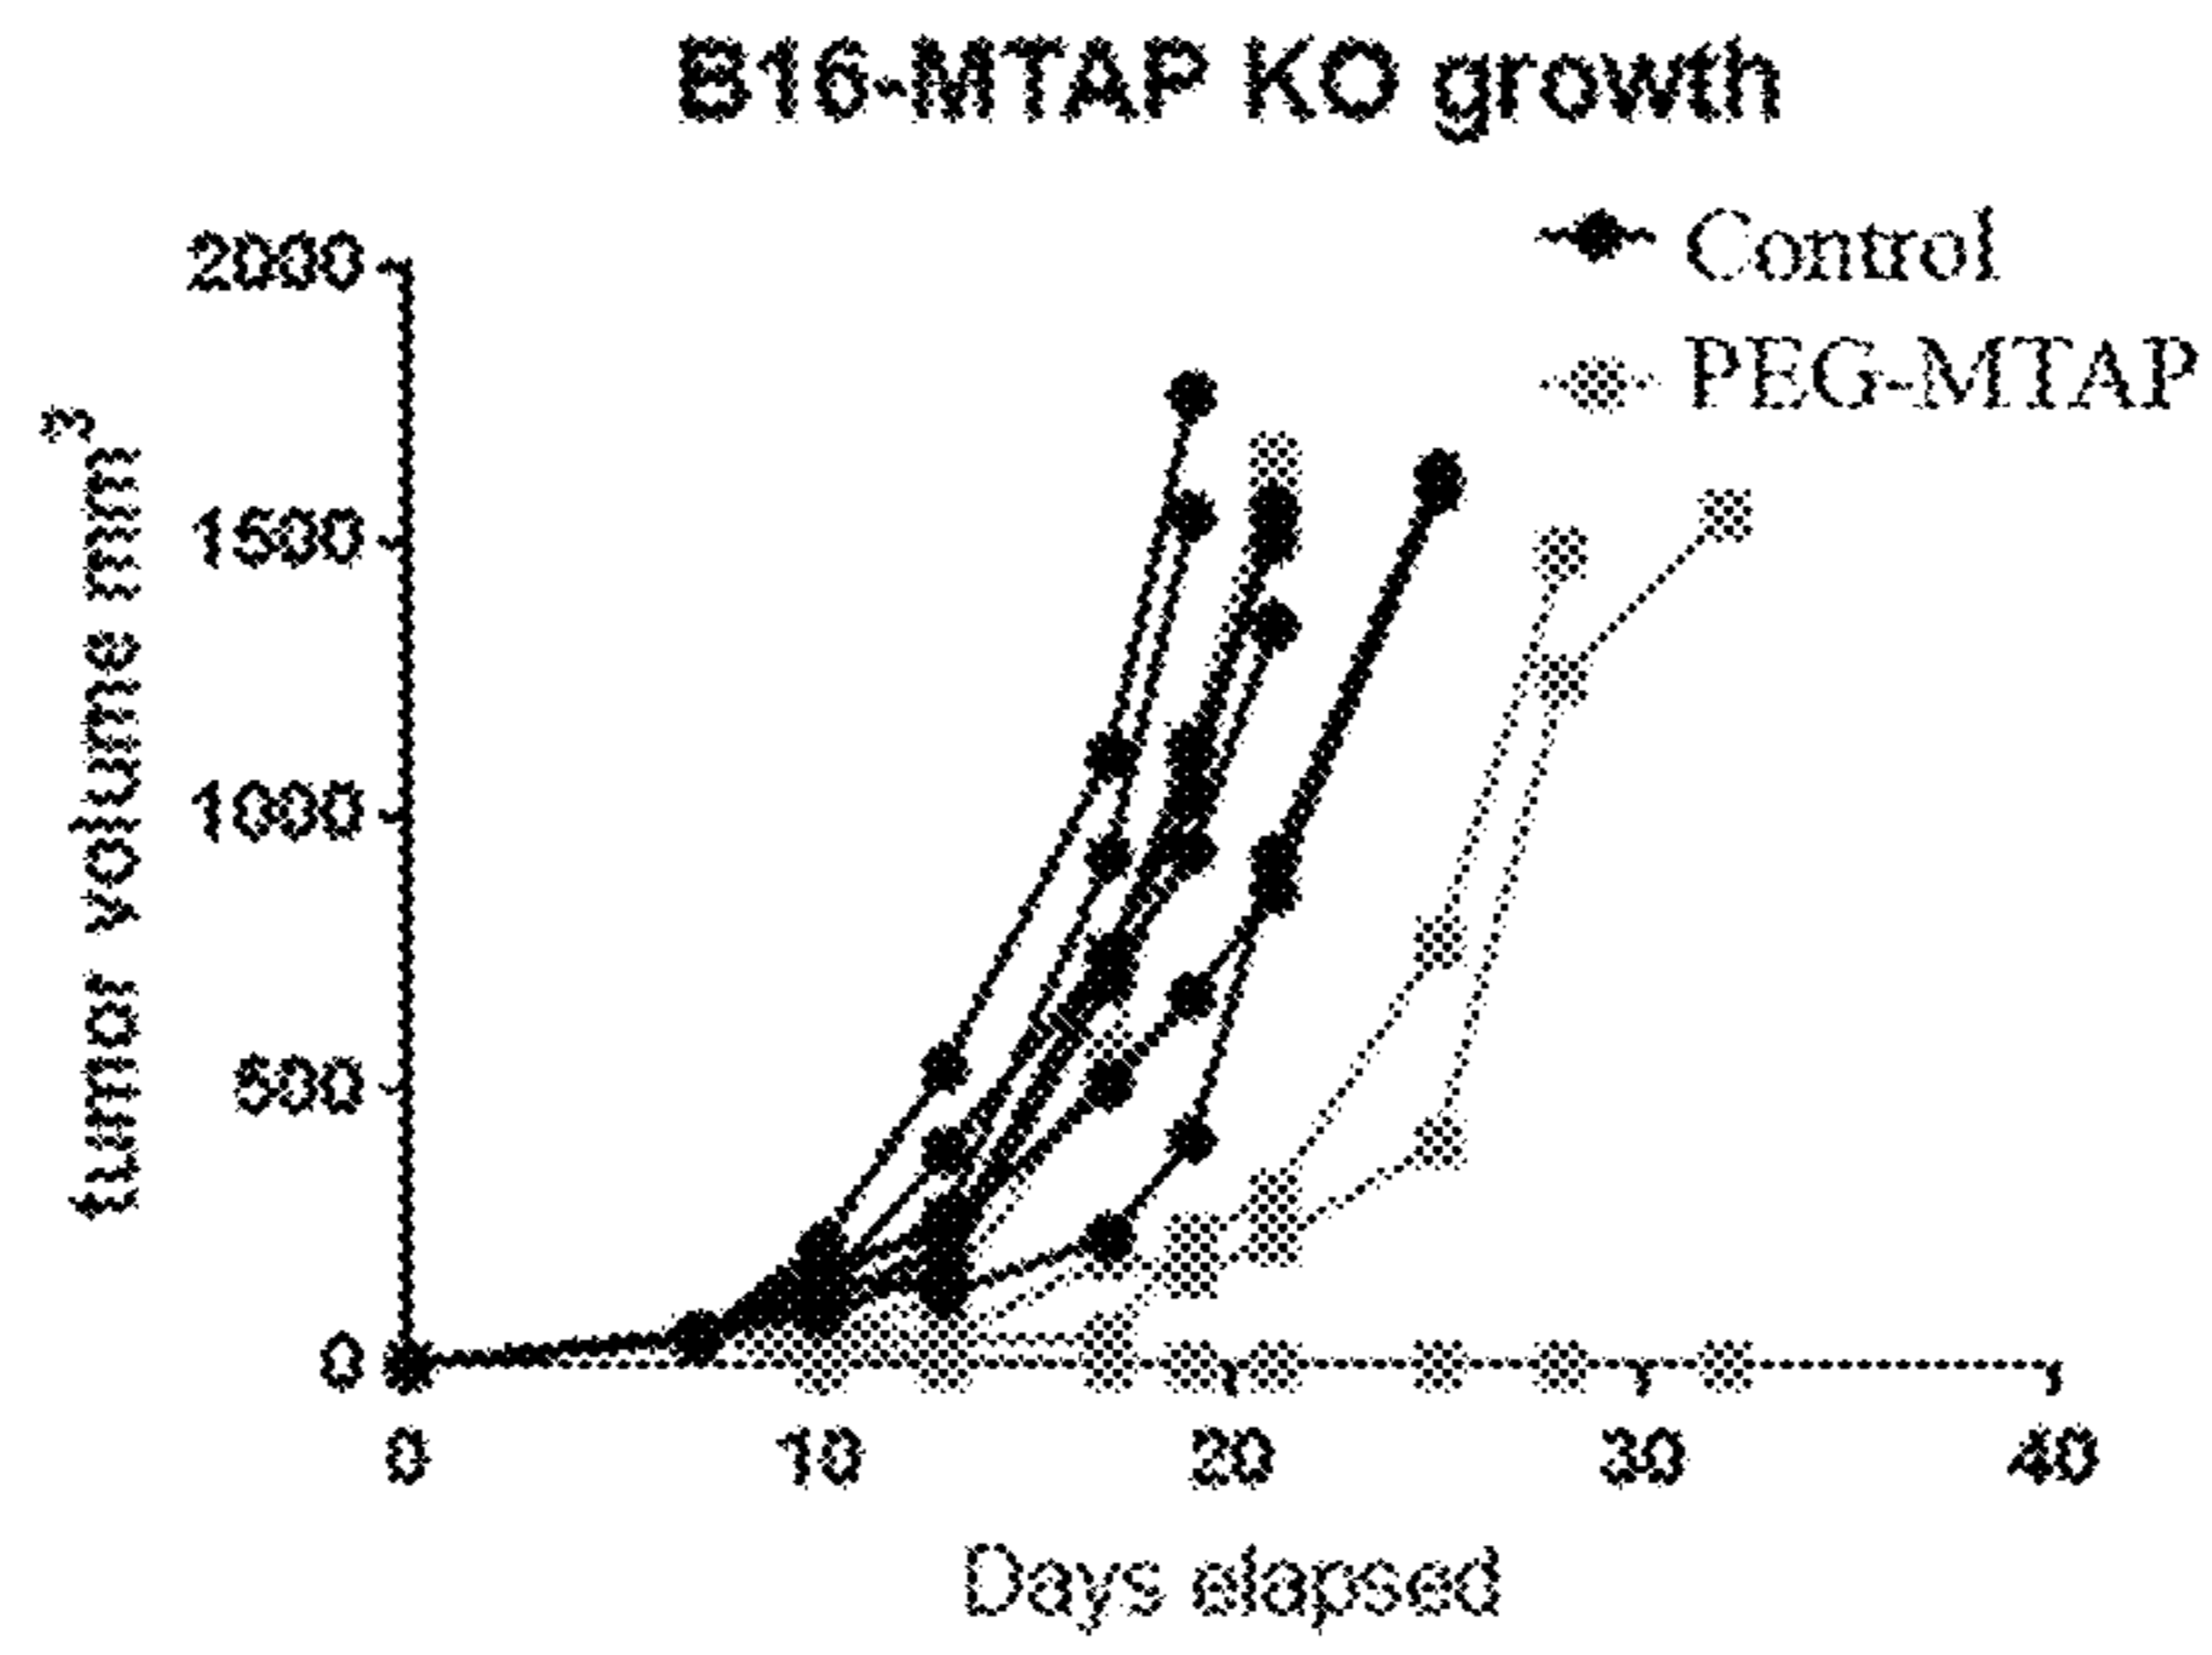 B16-MTAP KO growth
Control
PEG-MTAP
tumor volume mm3
2000
1500
1000
500
0
0 10 20 30 40
Days elapsed